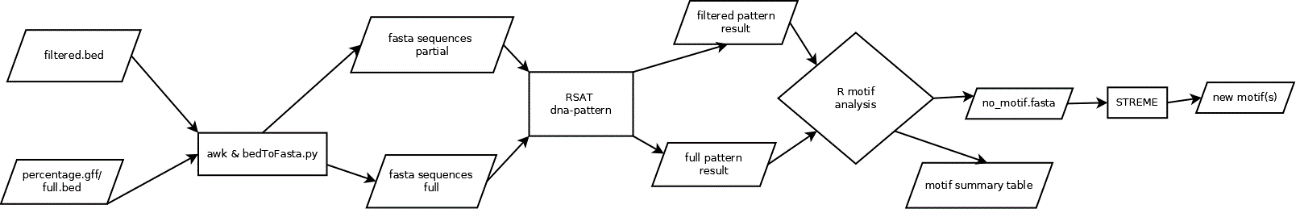 filtered.bed
percentage.gff/
full.bed
awk & bedToFasta.py
fasta sequences
partial
fasta sequences
full
RSAT
dna-pattern
filtered pattern
result
full pattern
result
R motif
analysis
no_motif.fasta
motif summary table
STREME
new motif(s)